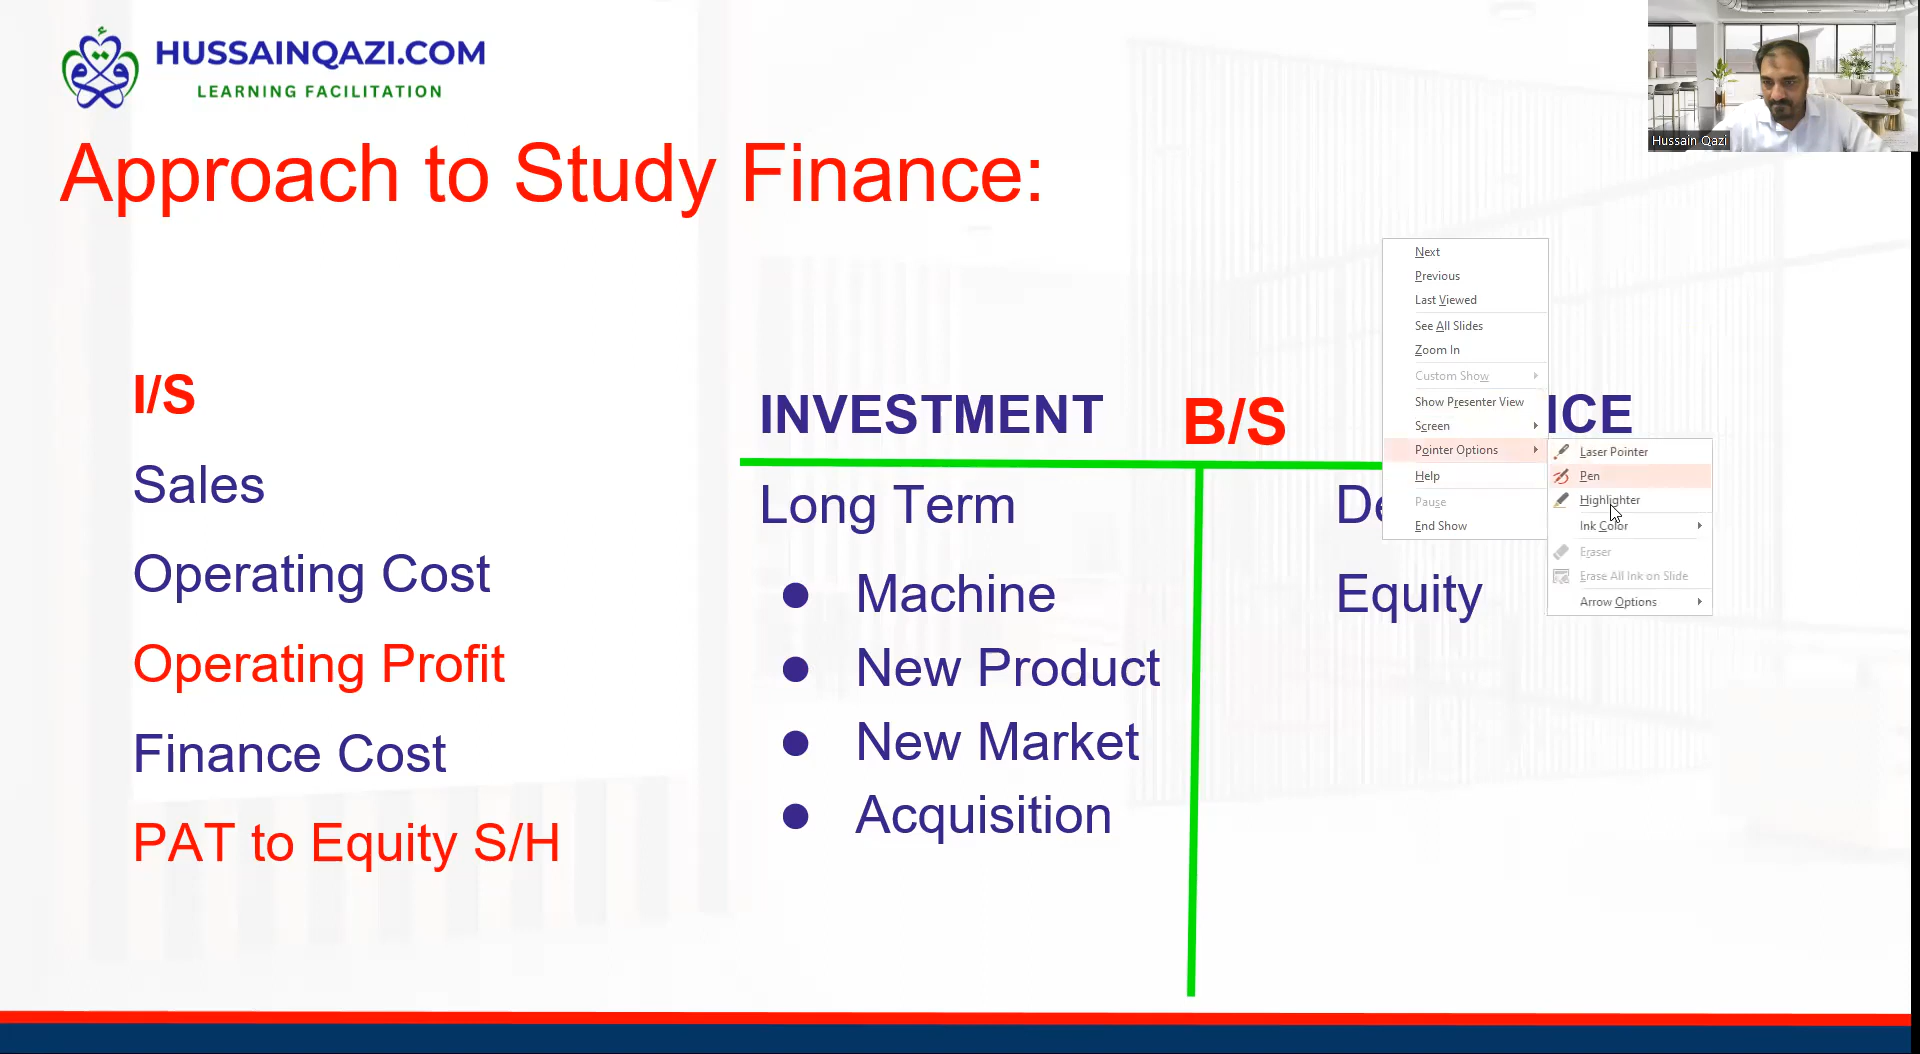 HUSSAINQAZI.COM
LEARNING FACILITATION
Hussain Qazi
Approach to Study Finance:
I/S
Sales
Operating Cost
Operating Profit
Finance Cost
PAT to Equity S/H
INVESTMENT
B/S
Long Term
Machine
New Product
New Market
Acquisition
Equity
Next
Previous
Last Viewed
See All Slides
Zoom In
Custom Show
Show Presenter View
Screen
Pointer Options
Help
Pause
End Show
Laser Pointer
Pen
Highlighter
Ink Color
Eraser
Erase All Ink on Slide
Arrow Options